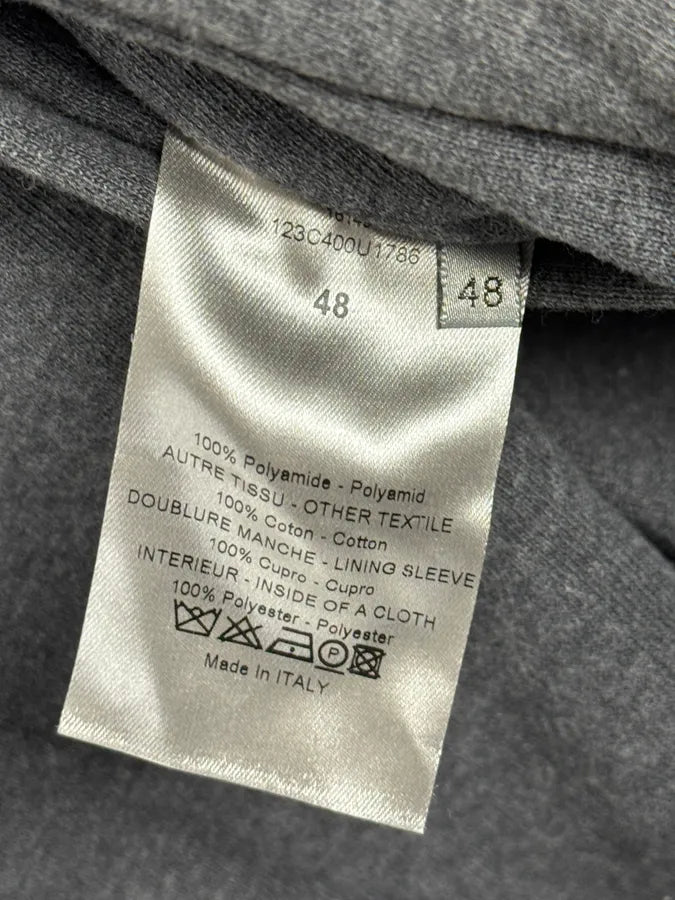 123C400U1786
48
48
100% Polyamide - Polyamid
AUTRE TISSU - OTHER TEXTILE
100% Coton - Cotton
DOUBLURE MANCHE - LINING SLEEVE
100% Cupro - Cupro
INTERIEUR - INSIDE OF A CLOTH
100% Polyester - Polyester
P
Made In ITALY